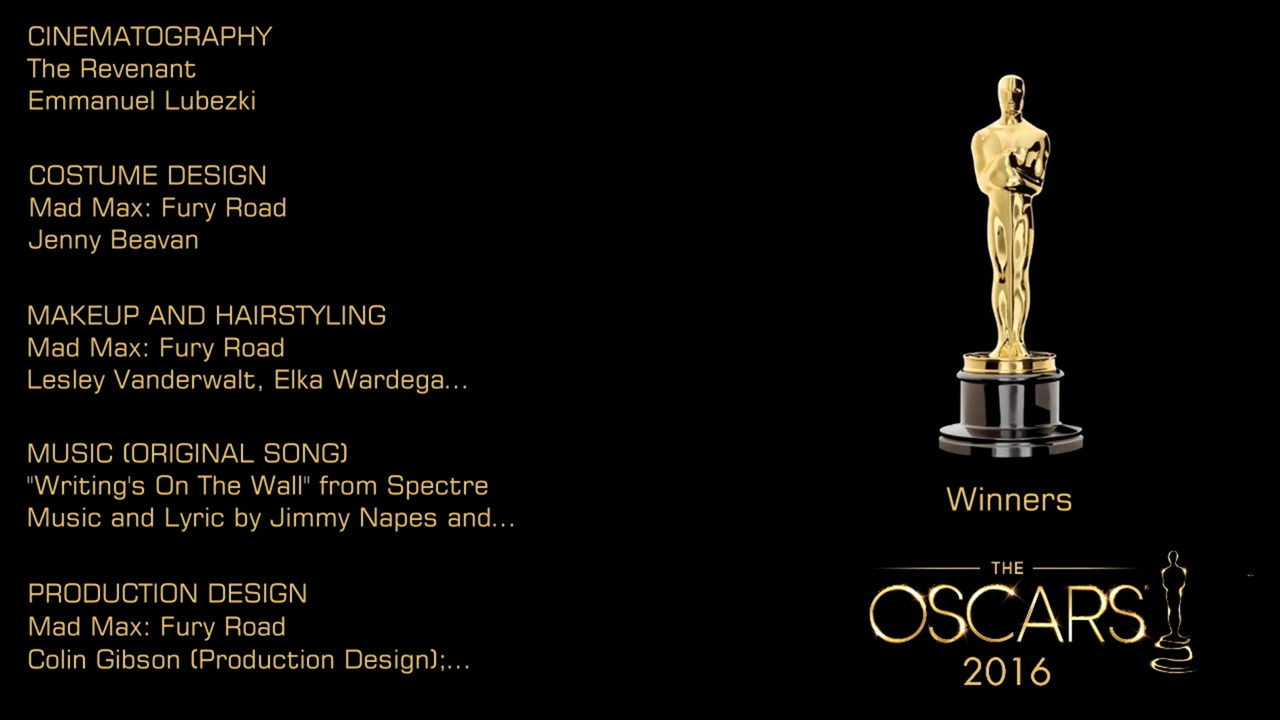 CINEMATOGRAPHY
The Revenant
Emmanuel Lubezki
COSTUME DESIGN
Mad Max: Fury Road
Jenny Beavan
MAKEUP AND HAIRSTYLING
Mad Max: Fury Road
Lesley Vanderwalt, Elka Wardega...
MUSIC (ORIGINAL SONG)
"Writing's On The Wall" from Spectre
Music and Lyric by Jimmy Napes and...
PRODUCTION DESIGN
Mad Max: Fury Road
Colin Gibson (Production Design);...
Winners
THE
OSCARS
2016